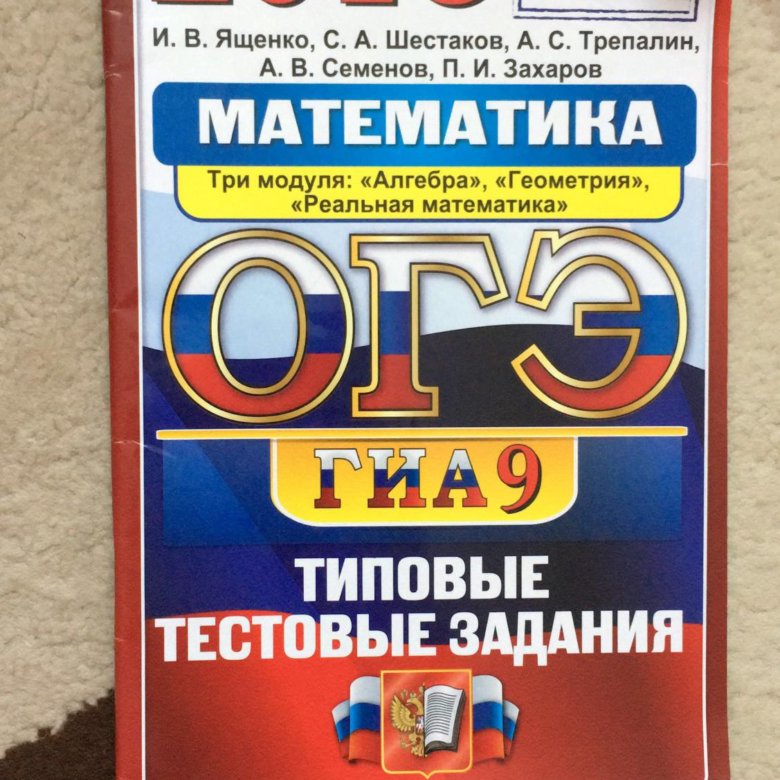 И. В. Ященко, С. А. Шестаков, А. С. Трепалин,
А. В. Семенов, П. И. Захаров
МАТЕМАТИКА
Три модуля: «Алгебра», «Геометрия»,
«Реальная математика»
ОГЭ
ГИА 9
ТИПОВЫЕ
ТЕСТОВЫЕ ЗАДАНИЯ